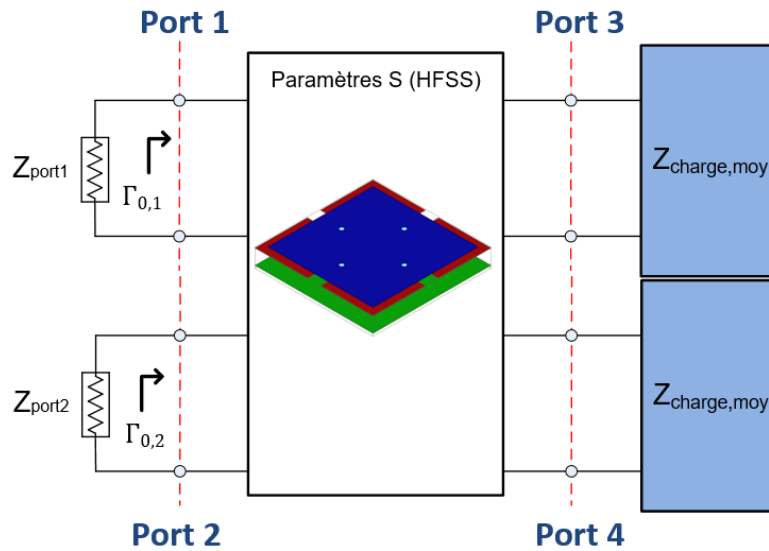 Port 1
Port 3
Paramètres S (HFSS)
Zport1
Γ0,1
Zcharge,moy
Zport2
Γ0,2
Zcharge,moy
Port 2
Port 4